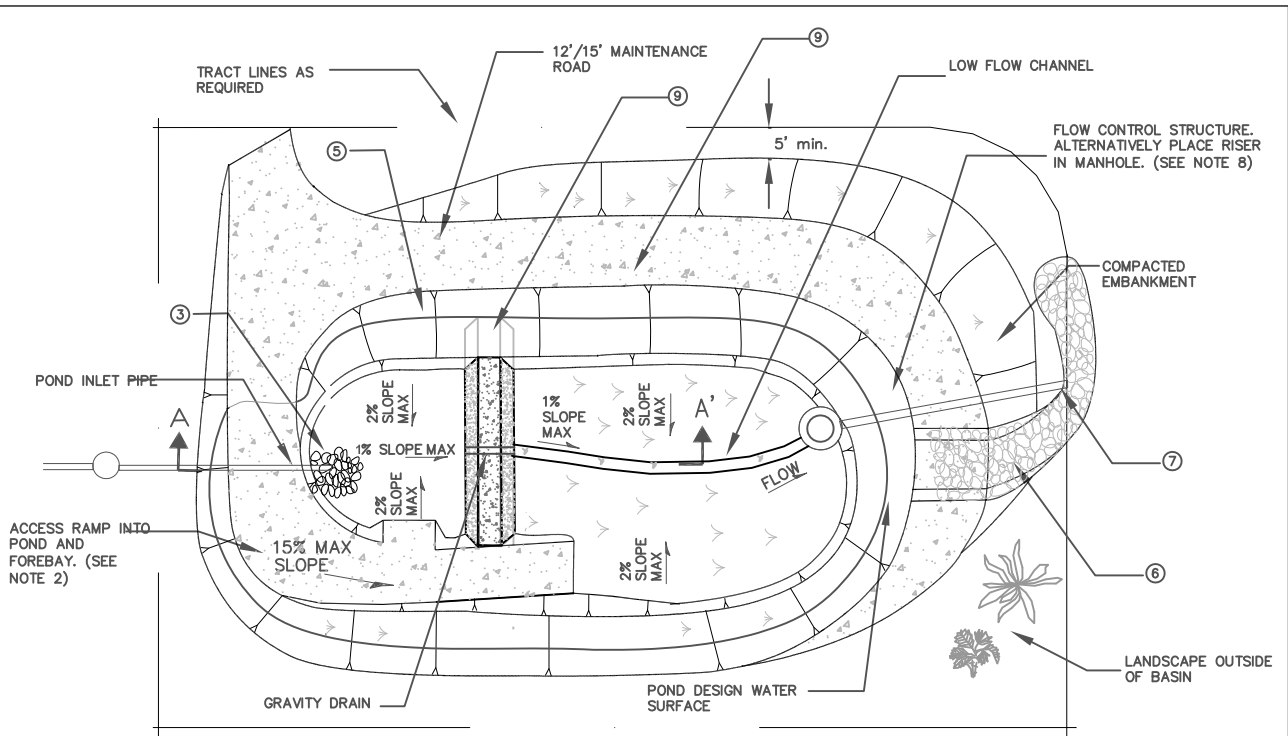 9
12'/15' MAINTENANCE
ROAD
LOW FLOW CHANNEL
TRACT LINES AS
REQUIRED
9
FLOW CONTROL STRUCTURE.
ALTERNATIVELY PLACE RISER
IN MANHOLE. (SEE NOTE 8)
5
5' min.
COMPACTED
EMBANKMENT
3
POND INLET PIPE
2%
SLOPE
MAX
1%
SLOPE
MAX
2%
SLOPE
MAX
A
A'
1% SLOPE MAX
7
FLOW
2%
SLOPE
MAX
ACCESS RAMP INTO
POND AND
FOREBAY. (SEE
NOTE 2)
15% MAX
SLOPE
2%
SLOPE
MAX
6
LANDSCAPE OUTSIDE
OF BASIN
GRAVITY DRAIN
POND DESIGN WATER
SURFACE